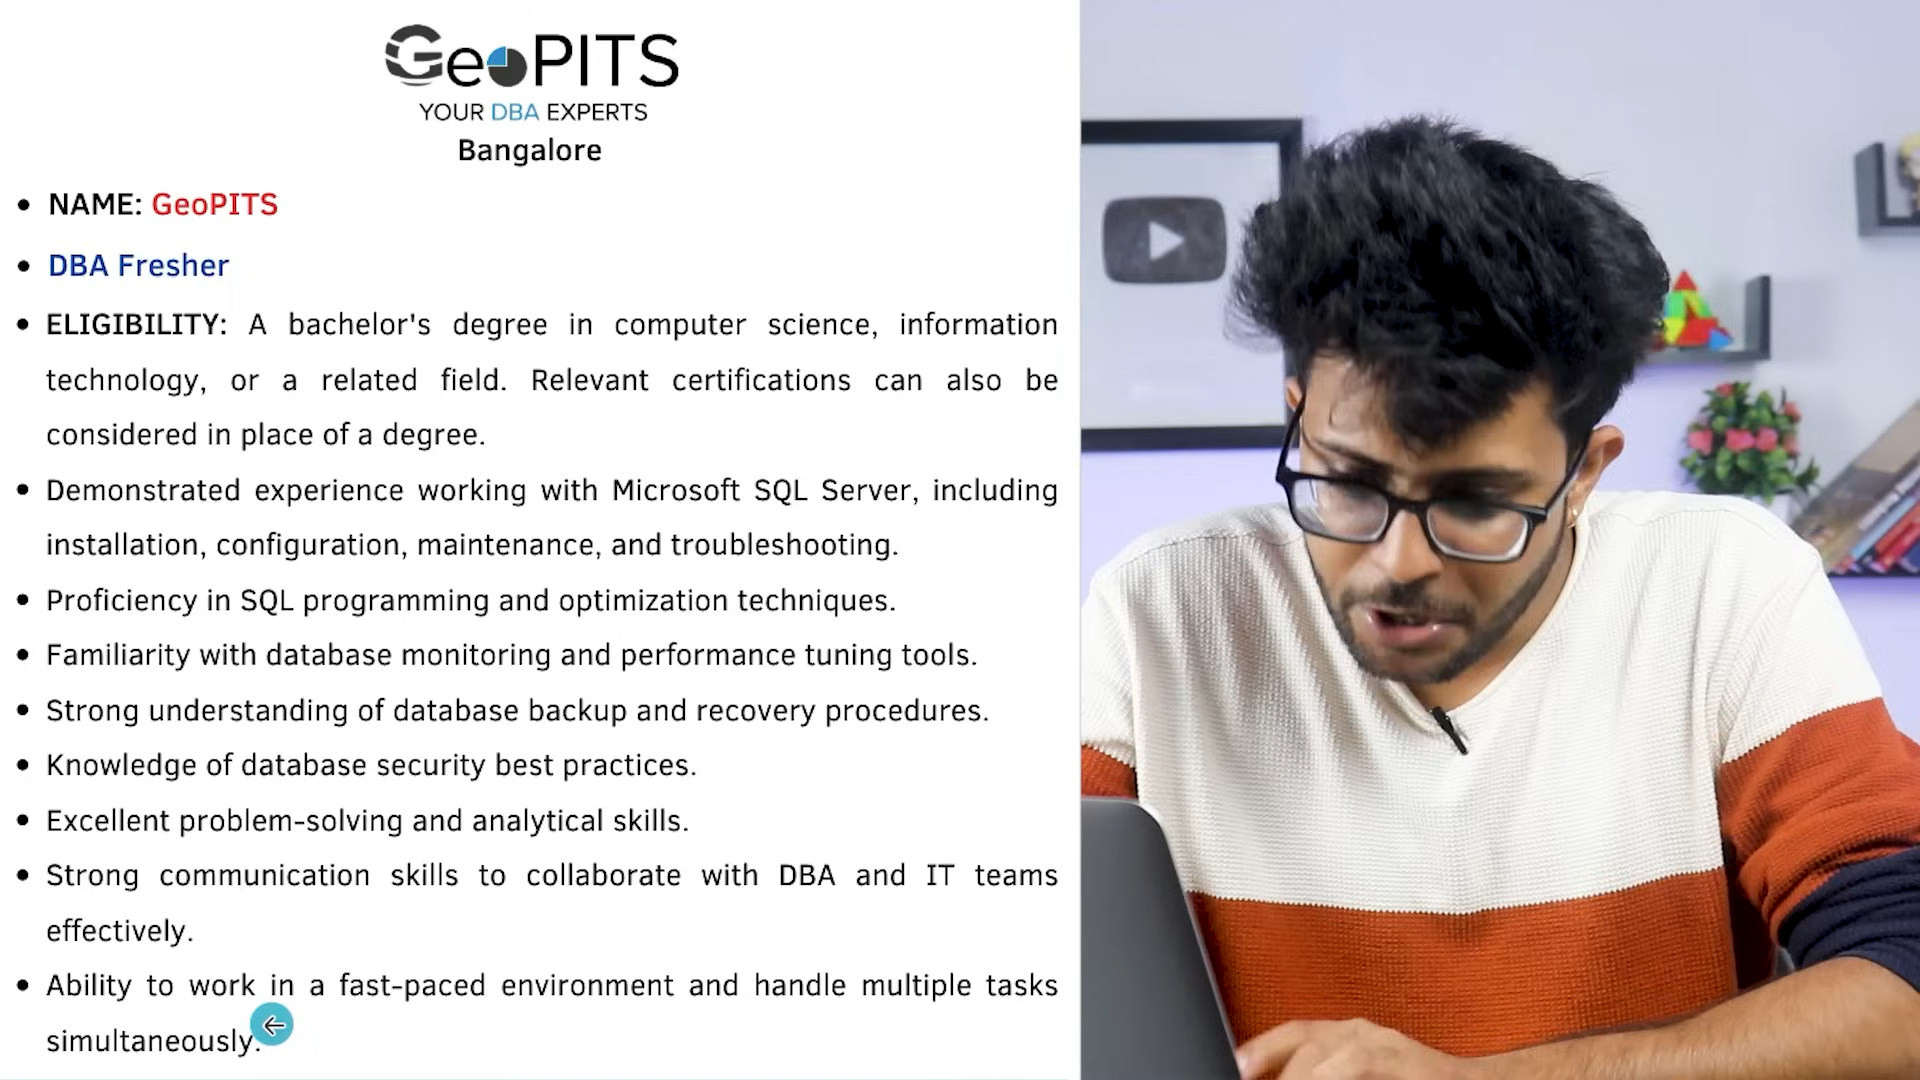 GeoPITS
YOUR DBA EXPERTS
Bangalore
• NAME: GeoPITS
• DBA Fresher
• ELIGIBILITY: A bachelor's degree in computer science, information
technology, or a related field. Relevant certifications can also be
considered in place of a degree.
• Demonstrated experience working with Microsoft SQL Server, including
installation, configuration, maintenance, and troubleshooting.
• Proficiency in SQL programming and optimization techniques.
• Familiarity with database monitoring and performance tuning tools.
• Strong understanding of database backup and recovery procedures.
• Knowledge of database security best practices.
• Excellent problem-solving and analytical skills.
• Strong communication skills to collaborate with DBA and IT teams
effectively.
• Ability to work in a fast-paced environment and handle multiple tasks
simultaneously.